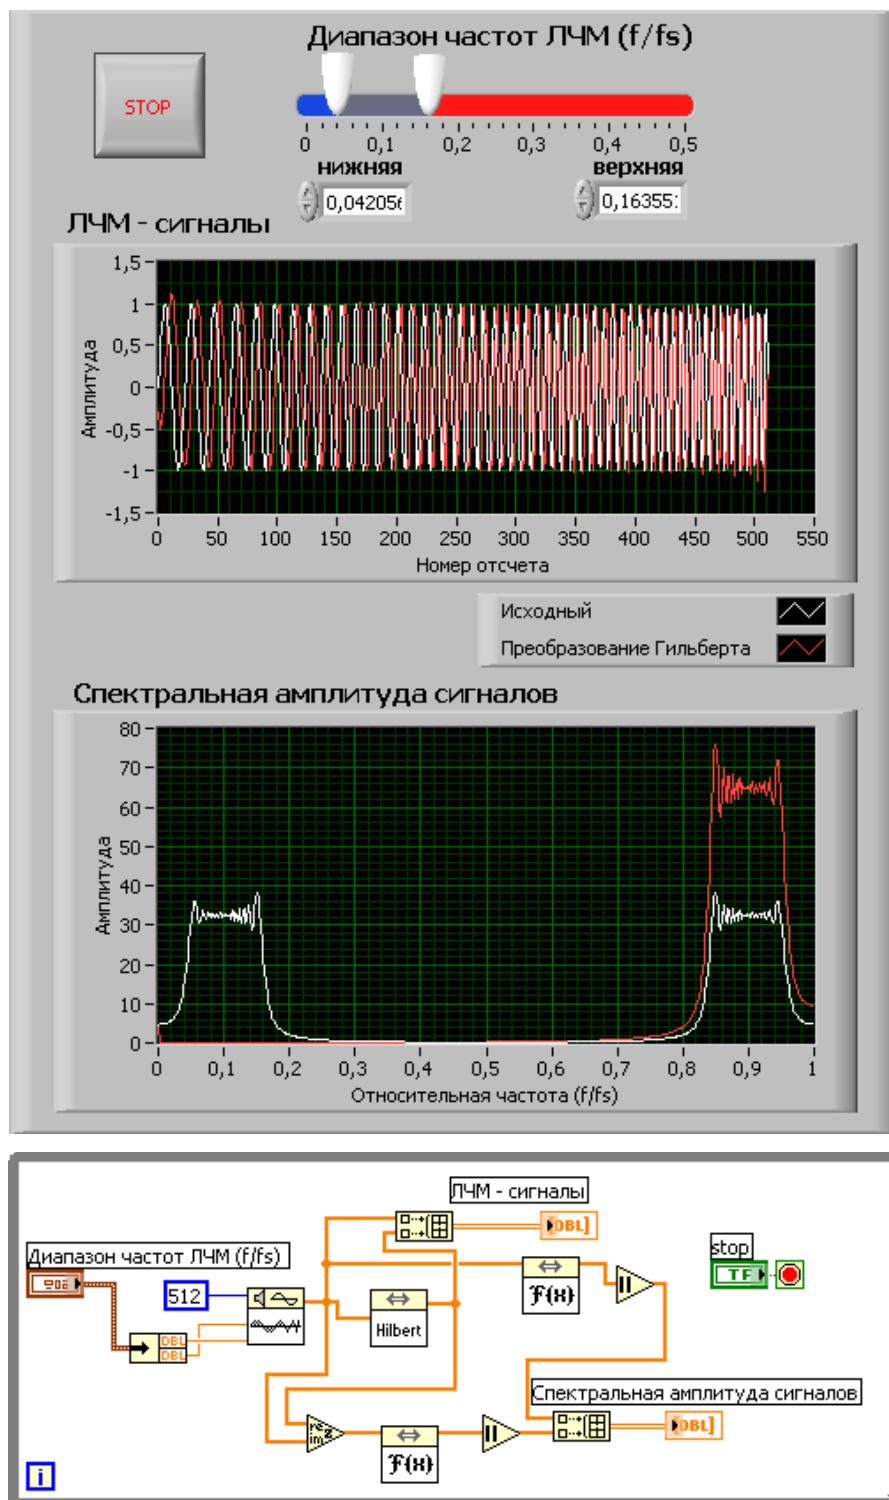 Диапазон частот ЛЧМ (f/fs)
STOP
0 0,1 0,2 0,3 0,4 0,5
нижняя верхняя
0,04205 0,16355
ЛЧМ - сигналы
1,5
1
0,5
0
-0,5
-1
-1,5
Амплитуда
0 50 100 150 200 250 300 350 400 450 500 550
Номер отсчета
Исходный
Преобразование Гильберта
Спектральная амплитуда сигналов
80
70
60
50
40
30
20
10
0
Амплитуда
0 0,1 0,2 0,3 0,4 0,5 0,6 0,7 0,8 0,9 1
Относительная частота (f/fs)
ЛЧМ - сигналы
DBL]
stop
TF
Диапазон частот ЛЧМ (f/fs)
512
F(x)
Hilbert
DBL
DBL
Спектральная амплитуда сигналов
DBL]
re
im
z
F(x)
i